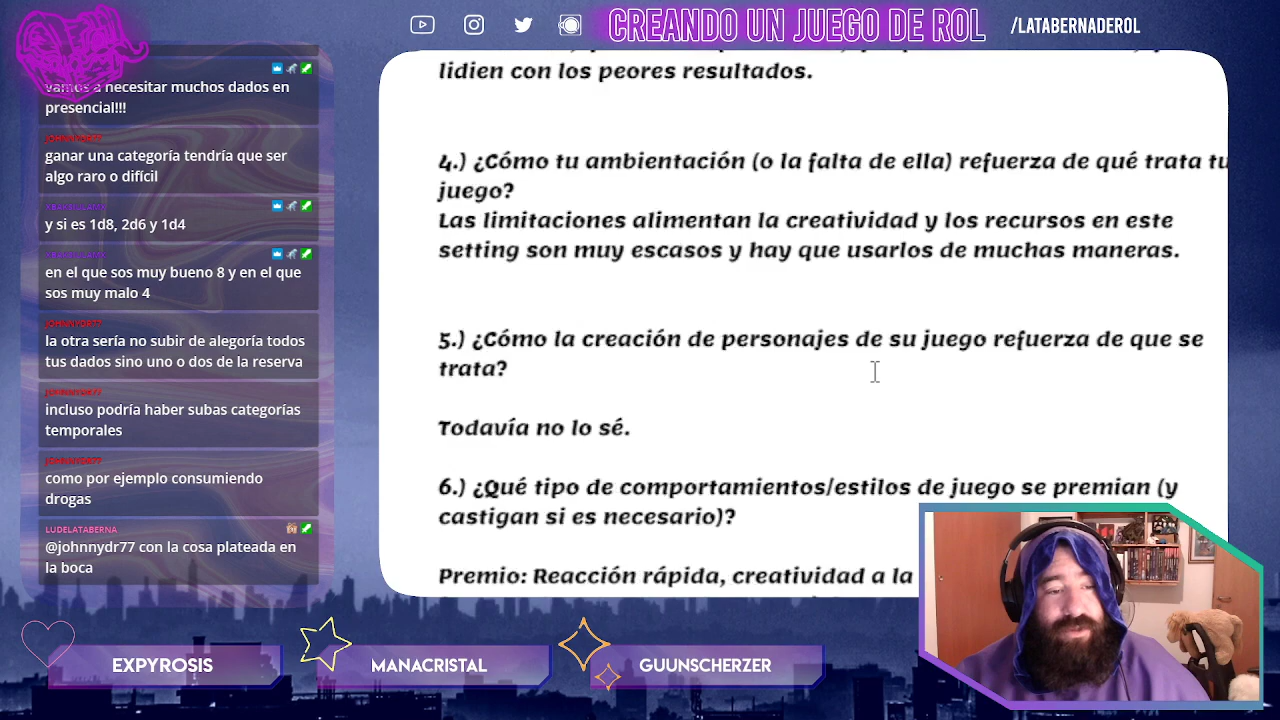 CREANDO UN JUEGO DE ROL
/LATABERNADEROL
vamos a necesitar muchos dados en
presencial!!!
JOHNNYDR77
ganar una categoría tendría que ser
algo raro o difícil
y si es 1d8, 2d6 y 1d4
en el que sos muy bueno 8 y en el que
sos muy malo 4
JOHNNYDR77
la otra sería no subir de alegoría todos
tus dados sino uno o dos de la reserva
JOHNNYDR77
incluso podría haber subas categorías
temporales
JOHNNYDR77
como por ejemplo consumiendo
drogas
LUDELATABERNA
@johnnydr77 con la cosa plateada en
la boca
lidien con los peores resultados.
4.) ¿Cómo tu ambientación (o la falta de ella) refuerza de qué trata tu
juego?
Las limitaciones alimentan la creatividad y los recursos en este
setting son muy escasos y hay que usarlos de muchas maneras.
5.) ¿Cómo la creación de personajes de su juego refuerza de que se
trata?
Todavía no lo sé.
6.) ¿Qué tipo de comportamientos/estilos de juego se premian (y
castigan si es necesario)?
Premio: Reacción rápida, creatividad a la
EXPYROSIS
MANACRISTAL
GUUNSCHERZER